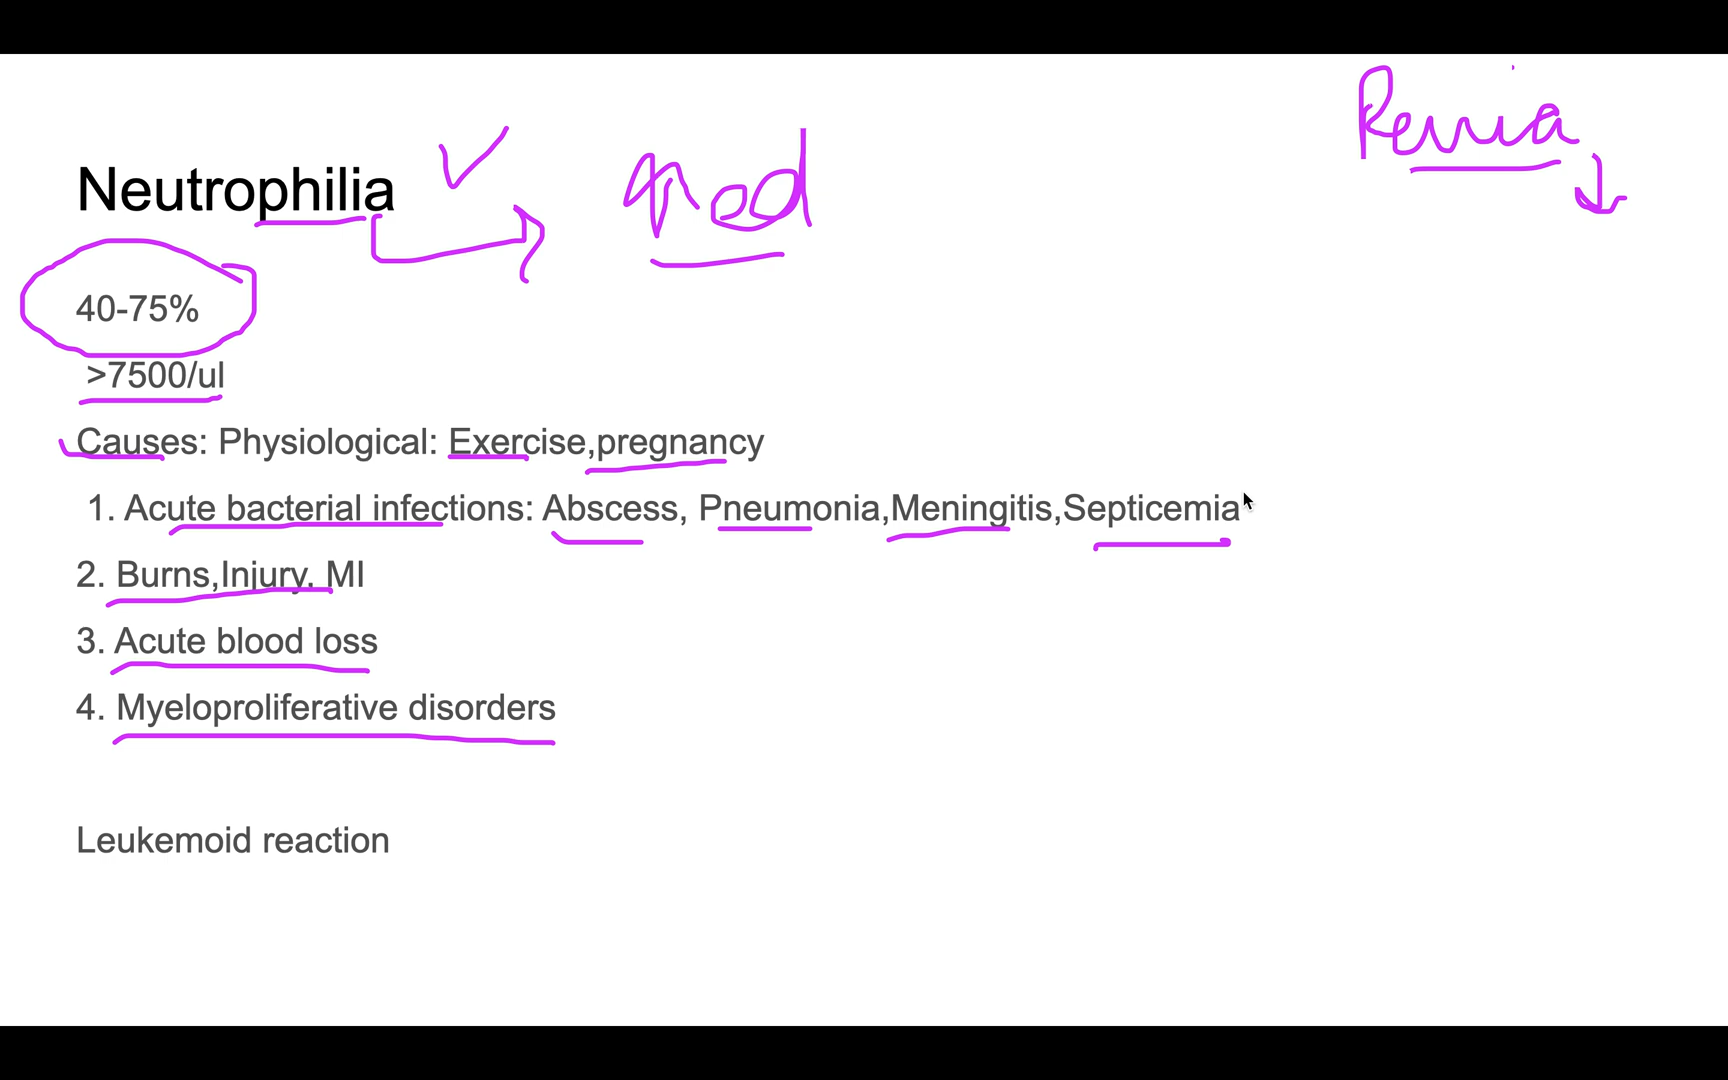 Penia
Neutrophilia ↑ed
40-75%
>7500/ul
Causes: Physiological: Exercise,pregnancy
1. Acute bacterial infections: Abscess, Pneumonia,Meningitis,Septicemia
2. Burns,Injury, MI
3. Acute blood loss
4. Myeloproliferative disorders
Leukemoid reaction